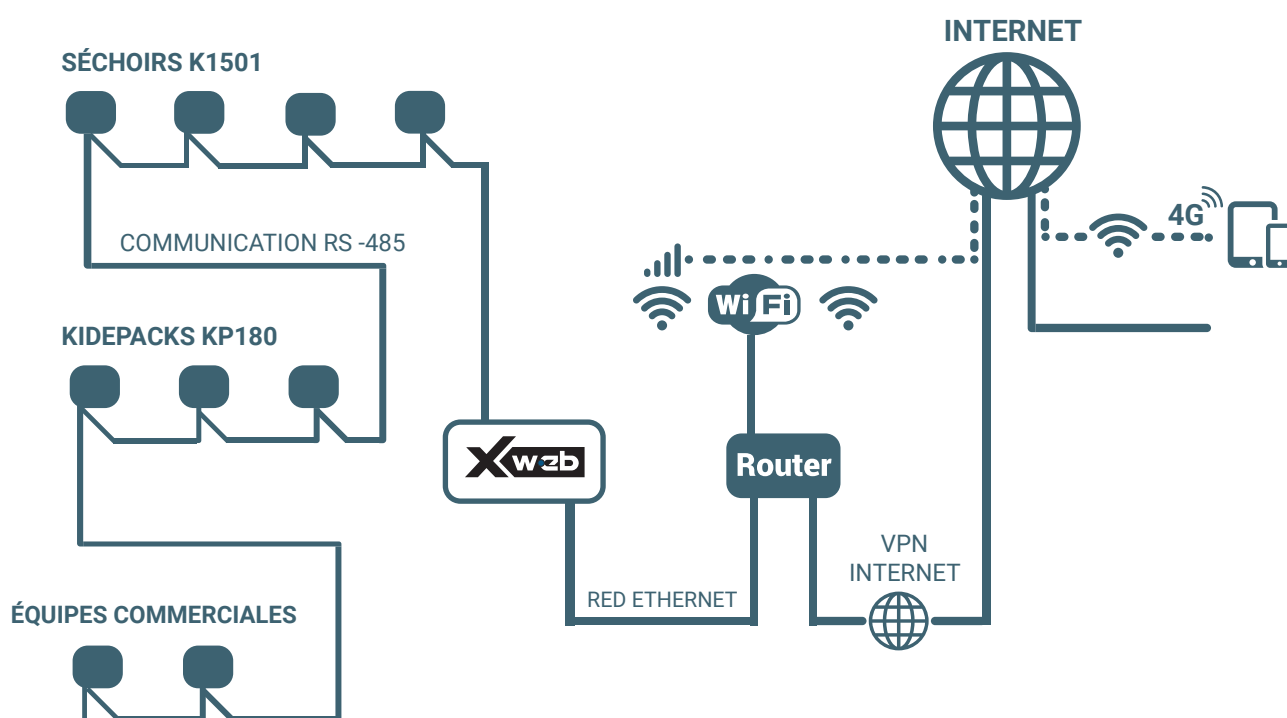 INTERNET
SÉCHOIRS K1501
4G
COMMUNICATION RS -485
WiFi
KIDEPACKS KP180
Xweb
Router
VPN
INTERNET
RED ETHERNET
ÉQUIPES COMMERCIALES